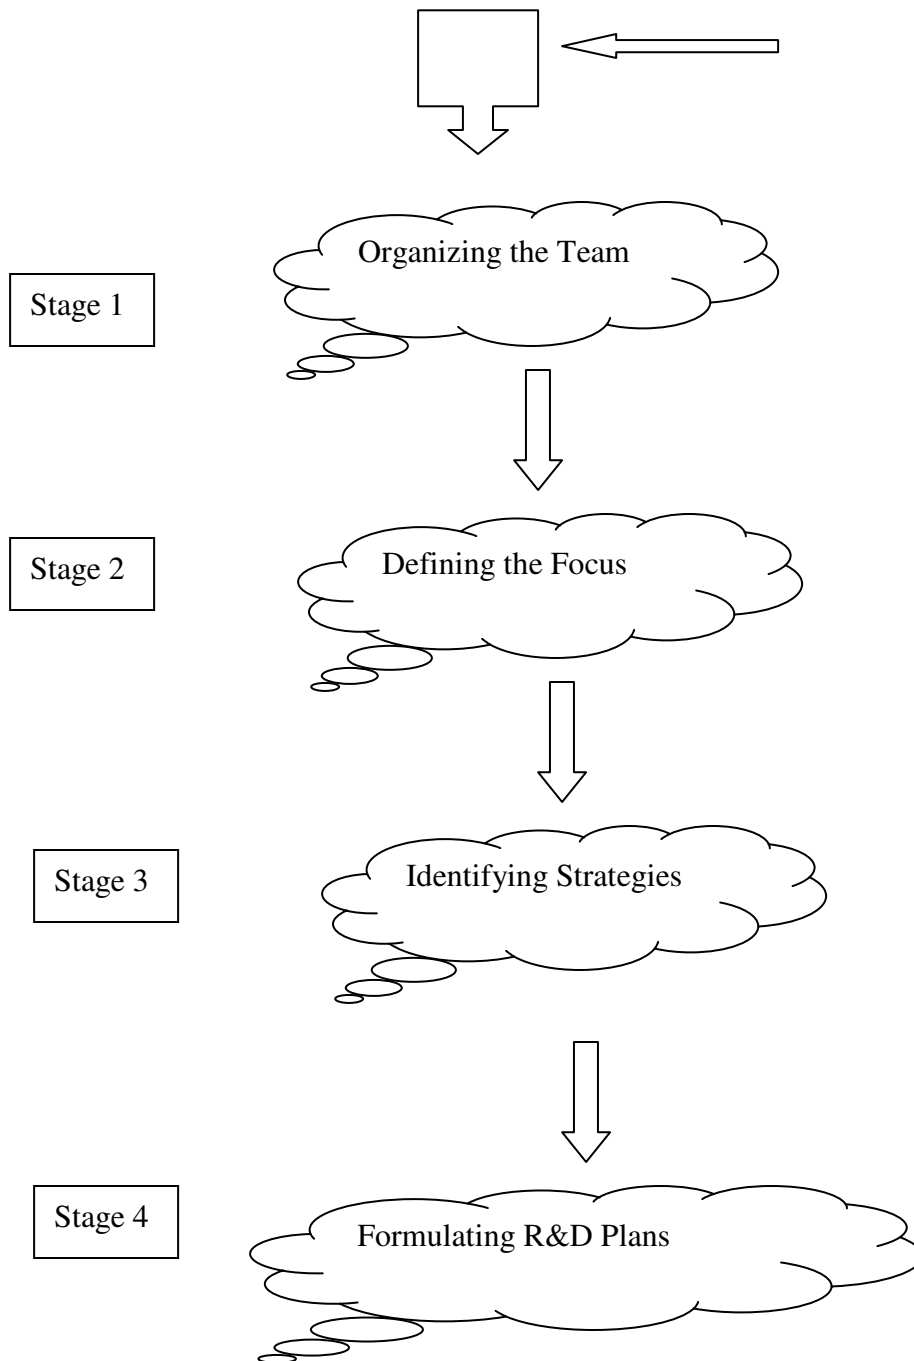 Organizing the Team
Stage 1
Defining the Focus
Stage 2
Identifying Strategies
Stage 3
Formulating R&D Plans
Stage 4